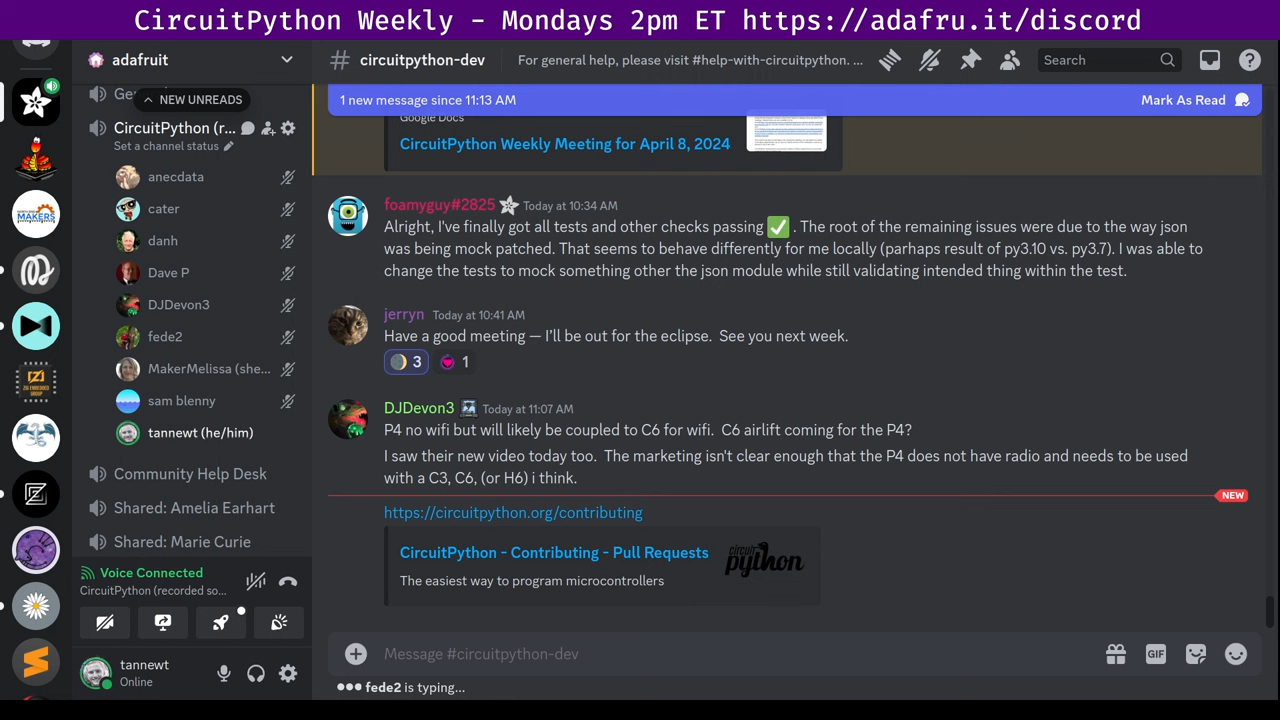 CircuitPython Weekly - Mondays 2pm ET https://adafru.it/discord
adafruit
NEW UNREADS
CircuitPython (r...
Set a channel status
anecdata
cater
danh
Dave P
DJDevon3
fede2
MakerMelissa (she...
sam blenny
tannewt (he/him)
Community Help Desk
Shared: Amelia Earhart
Shared: Marie Curie
Voice Connected
CircuitPython (recorded so...
tannewt
Online
# circuitpython-dev
For general help, please visit #help-with-circuitpython. ...
Search
1 new message since 11:13 AM
Mark As Read
Google Docs
CircuitPython Weekly Meeting for April 8, 2024
foamyguy#2825 Today at 10:34 AM
Alright, I've finally got all tests and other checks passing ✅ . The root of the remaining issues were due to the way json
was being mock patched. That seems to behave differently for me locally (parhaps result of py3.10 vs. py3.7). I was able to
change the tests to mock something other the json module while still validating intended thing within the test.
jerryn Today at 10:41 AM
Have a good meeting — I'll be out for the eclipse. See you next week.
3 1
DJDevon3 Today at 11:07 AM
P4 no wifi but will likely be coupled to C6 for wifi. C6 airlift coming for the P4?
I saw their new video today too. The marketing isn't clear enough that the P4 does not have radio and needs to be used
with a C3, C6, (or H6) i think.
NEW
https://circuitpython.org/contributing
CircuitPython - Contributing - Pull Requests
The easiest way to program microcontrollers
circuit
python
Message #circuitpython-dev
GIF
fede2 is typing...